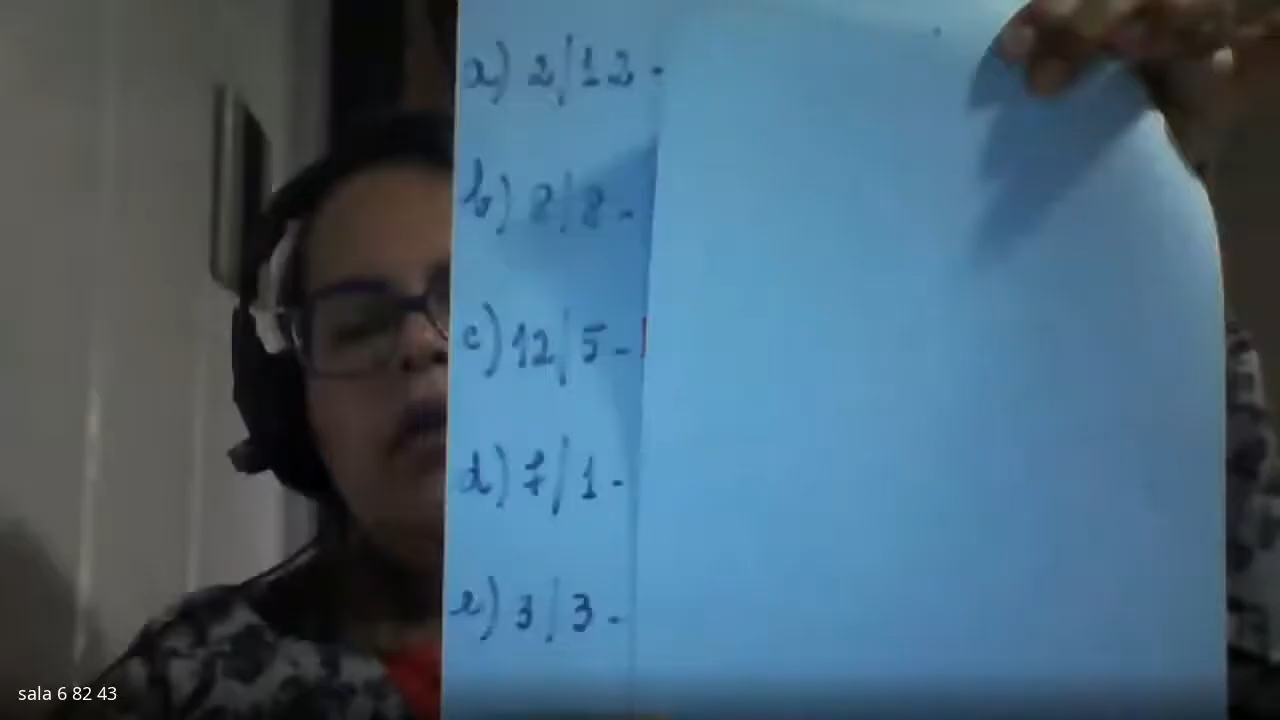 a) 2/12 -
b) 8/8 -
c) 12/5 -
d) 7/1 -
e) 3/3 -
sala 6 82 43